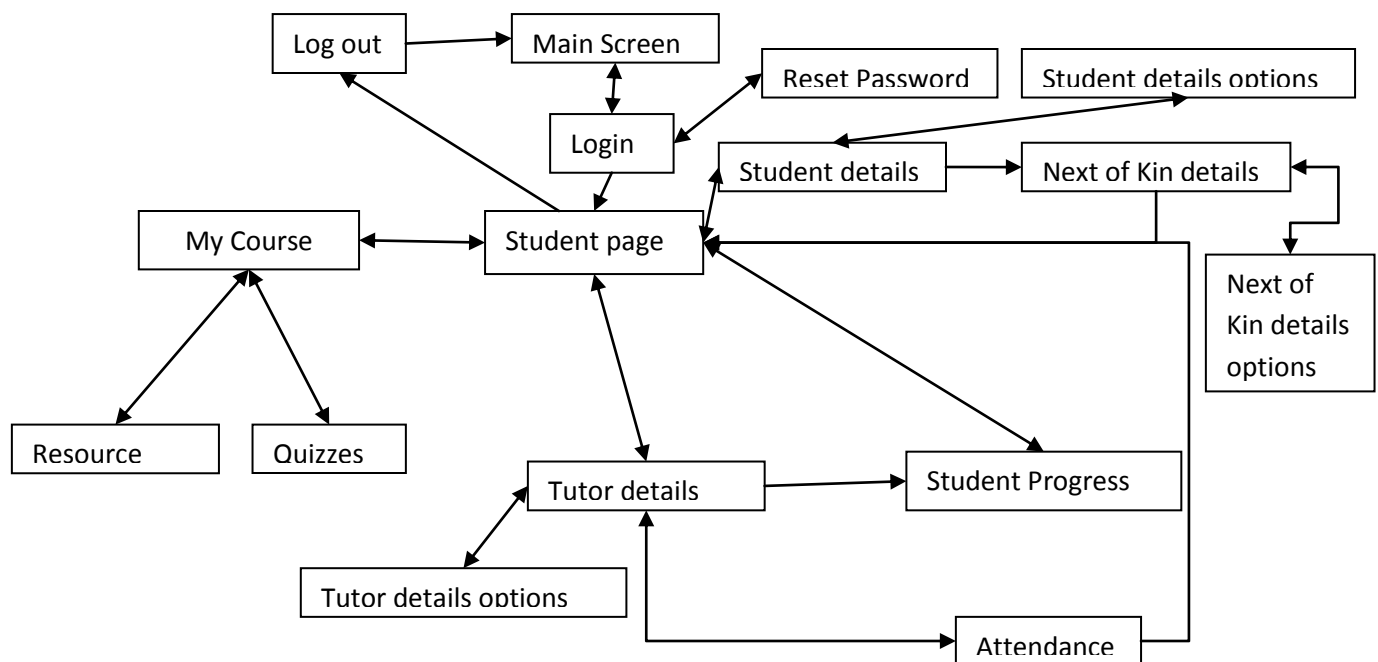 Log out
Main Screen
Reset Password
Student details options
Login
Student details
Next of Kin details
My Course
Student page
Next of
Kin details
options
Resource
Quizzes
Tutor details
Student Progress
Tutor details options
Attendance